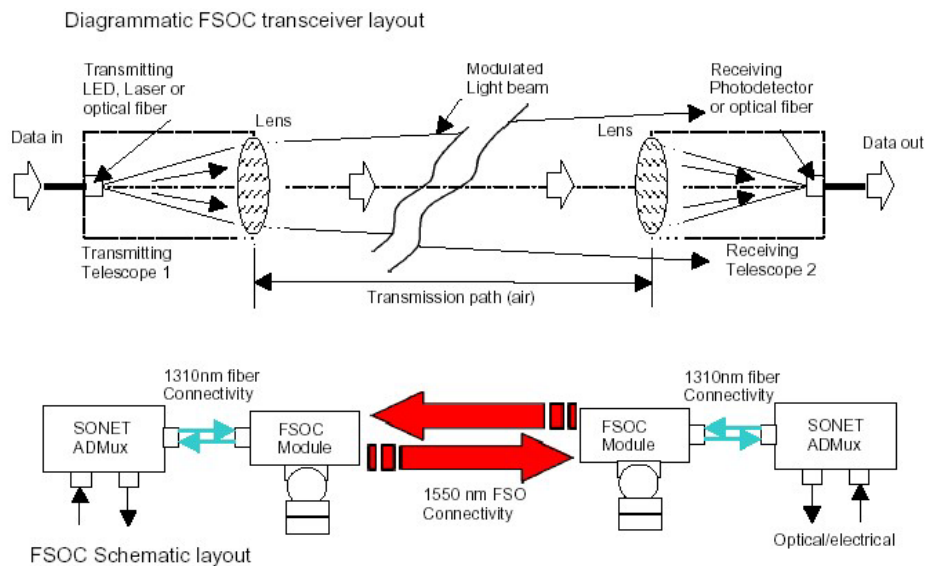 Diagrammatic FSOC transceiver layout
Transmitting
LED, Laser or
optical fiber
Modulated
Light beam
Receiving
Photodetector
or optical fiber
Data in
Lens
Lens
Data out
Transmitting
Telescope 1
Receiving
Telescope 2
Transmission path (air)
1310nm fiber
Connectivity
1310nm fiber
Connectivity
SONET
ADMux
FSOC
Module
FSOC
Module
SONET
ADMux
1550 nm FSO
Connectivity
Optical/electrical
FSOC Schematic layout